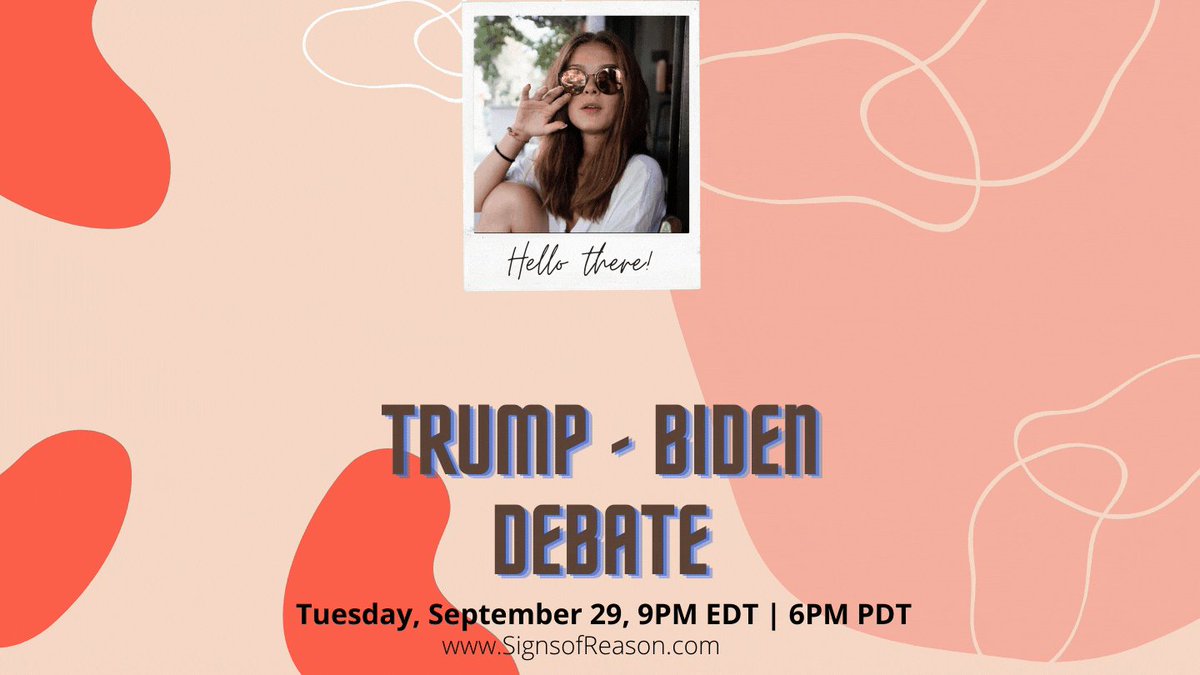 Hello there!
TRUMP - BIDEN
DEBATE
Tuesday, September 29, 9PM EDT | 6PM PDT
www.SignsofReason.com